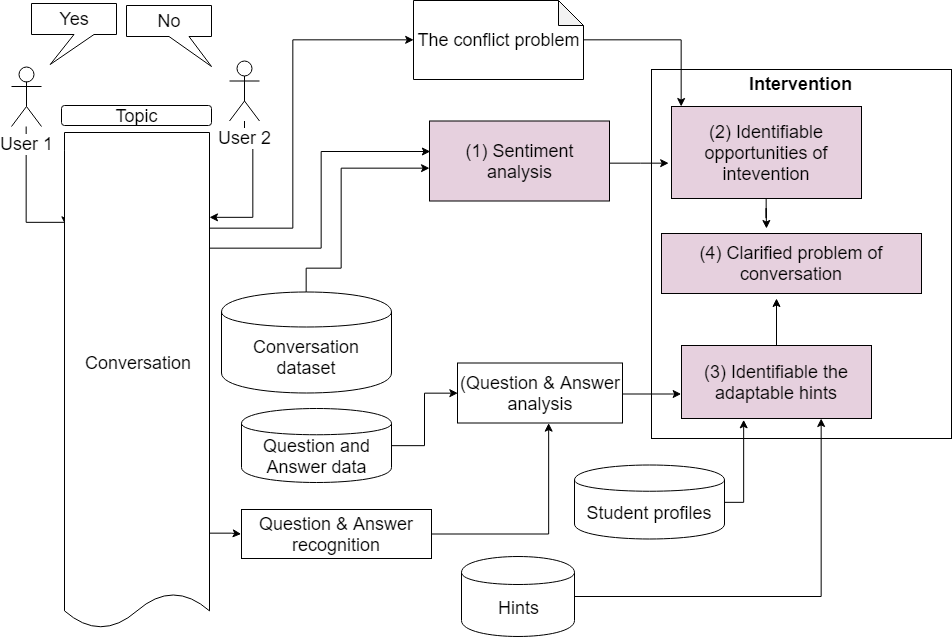 Yes
No
The conflict problem
Intervention
Topic
User 1
User 2
(1) Sentiment
analysis
(2) Identifiable
opportunities of
intevention
(4) Clarified problem of
conversation
Conversation
Conversation
dataset
(3) Identifiable the
adaptable hints
(Question & Answer
analysis
Question and
Answer data
Student profiles
Question & Answer
recognition
Hints